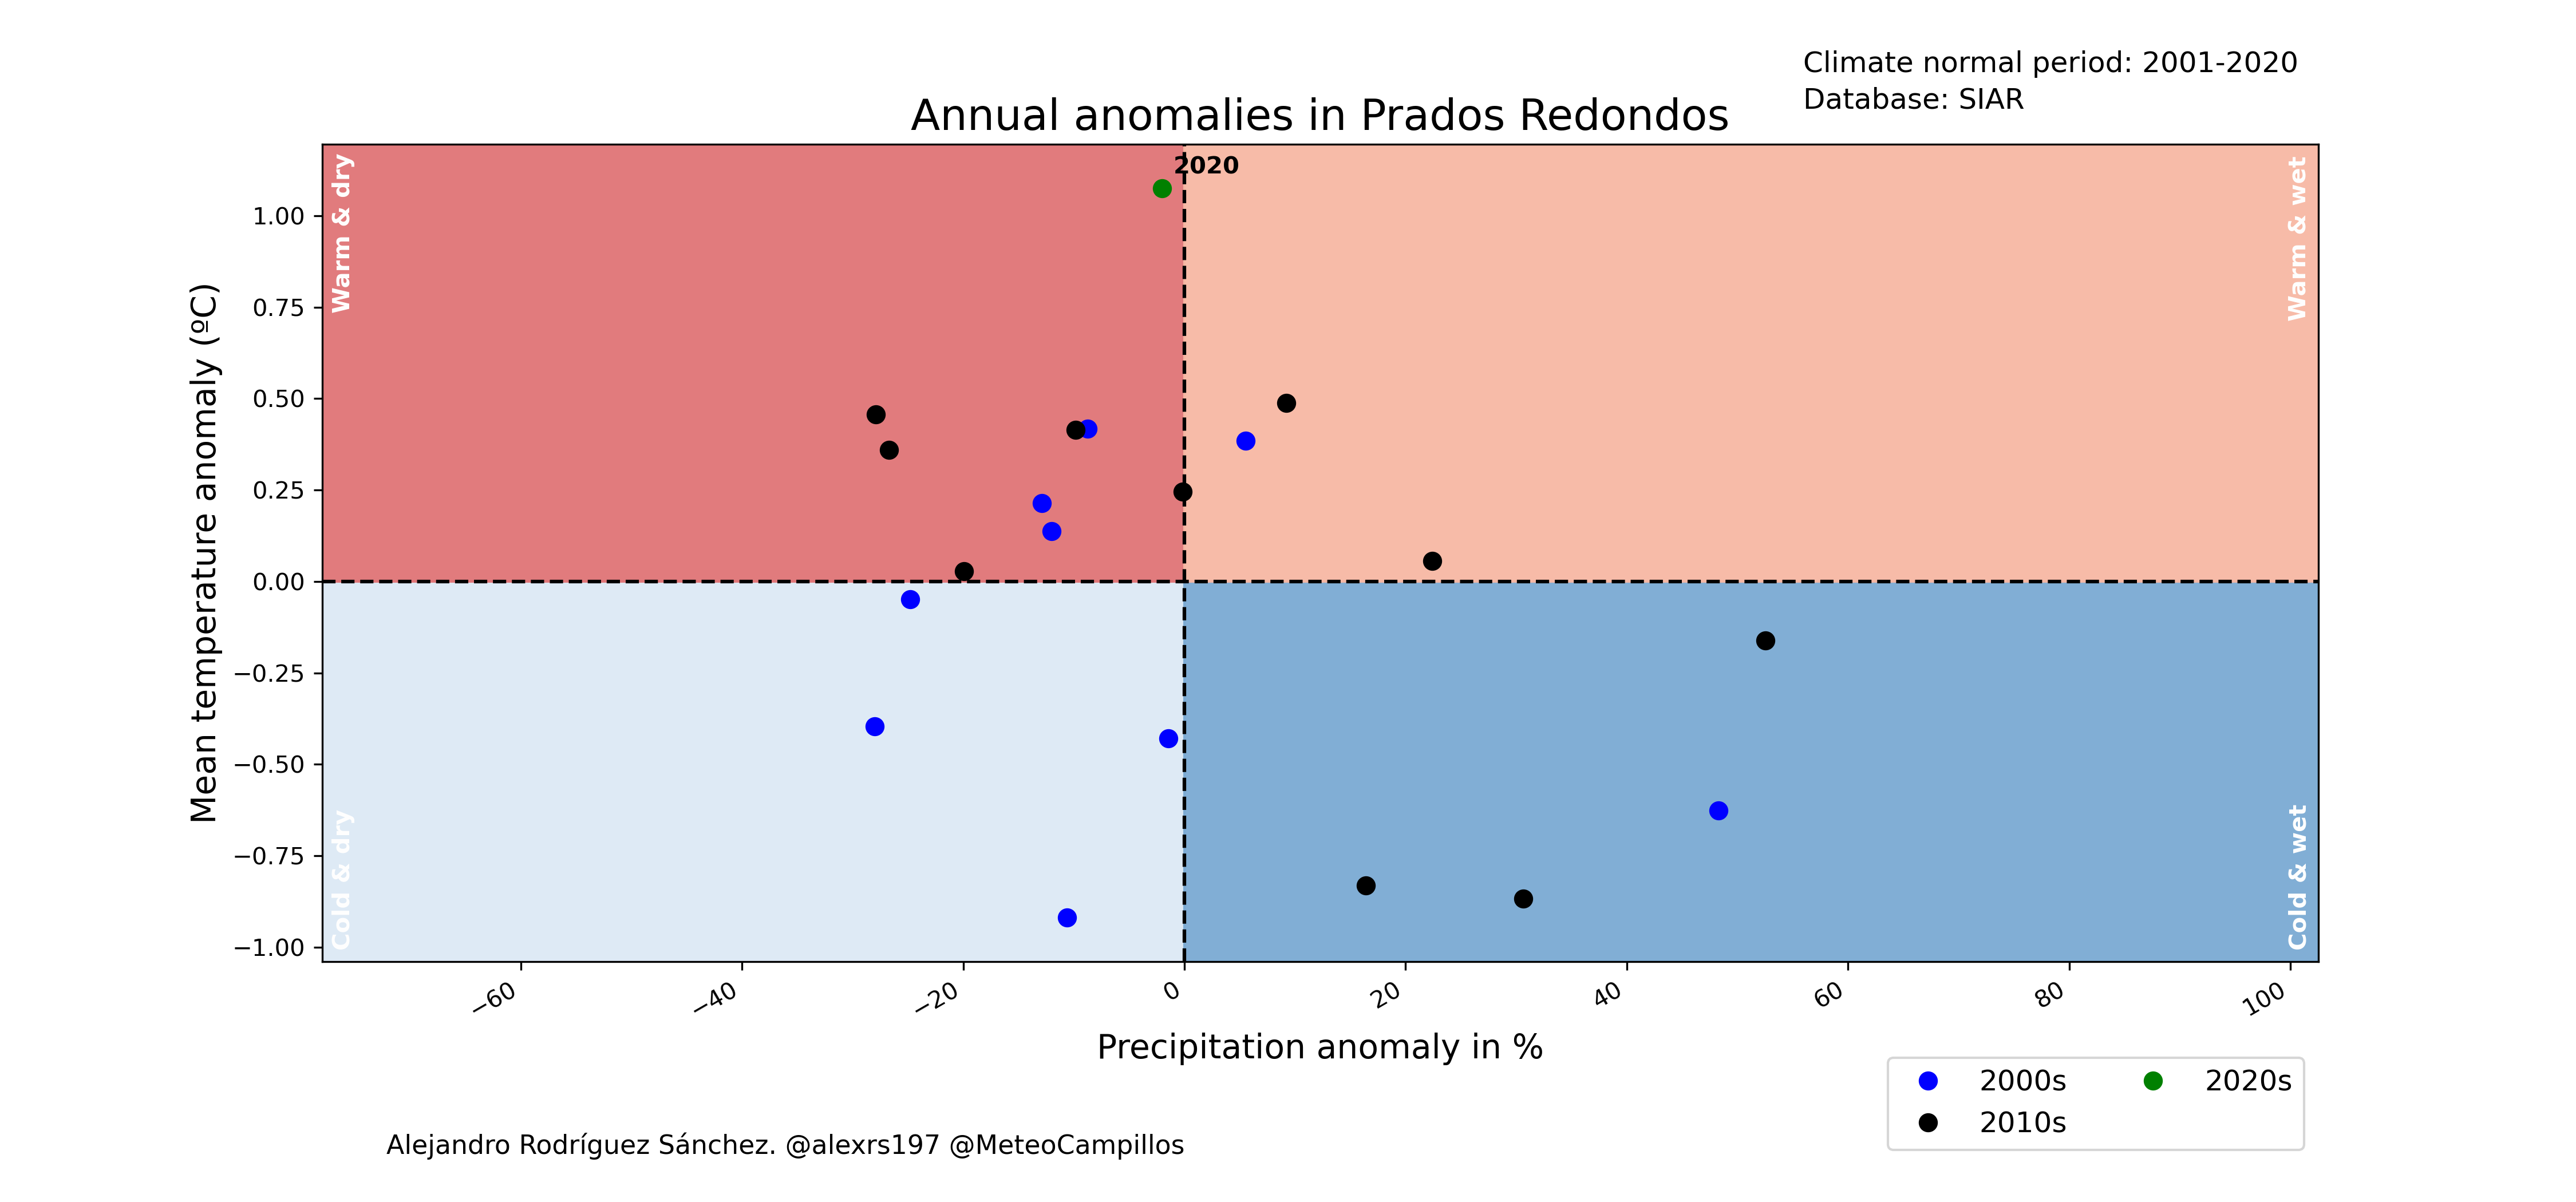 Climate normal period: 2001-2020
Database: SIAR
Annual anomalies in Prados Redondos
2020
Warm & dry
Warm & wet
Cold & dry
Cold & wet
Mean temperature anomaly (ºC)
1.00
0.75
0.50
0.25
0.00
−0.25
−0.50
−0.75
−1.00
−60 −40 −20 0 20 40 60 80 100
Precipitation anomaly in %
2000s 2020s
2010s
Alejandro Rodríguez Sánchez. @alexrs197 @MeteoCampillos